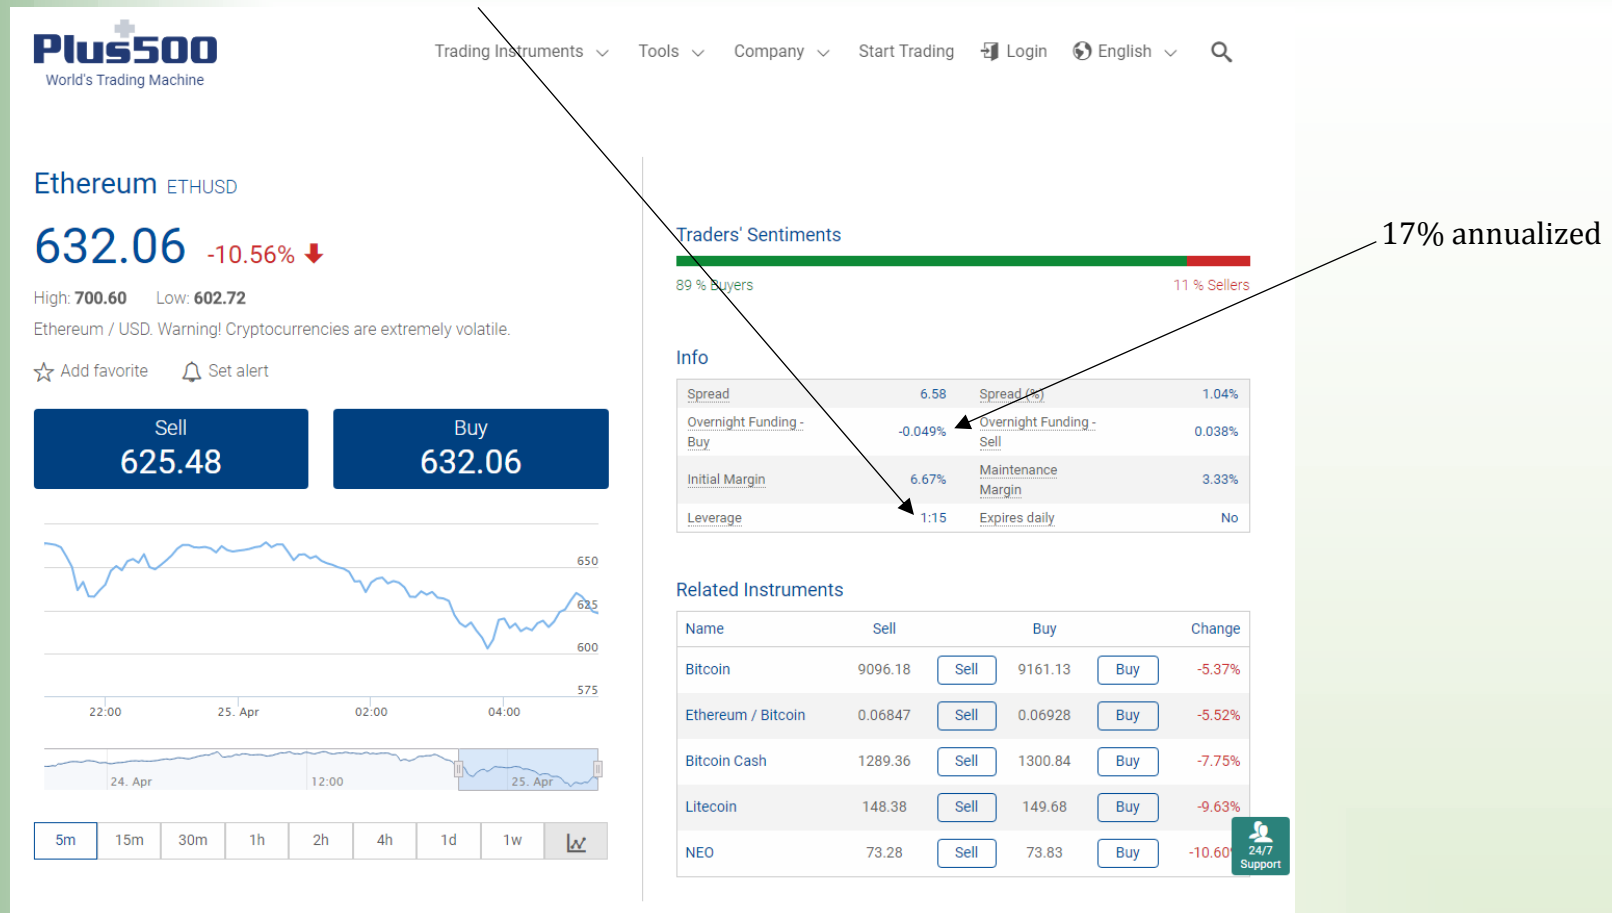 Plus500
World's Trading Machine
Trading Instruments
Tools
Company
Start Trading
Login
English
Ethereum ETHUSD
632.06 -10.56%
High: 700.60 Low: 602.72
Ethereum / USD. Warning! Cryptocurrencies are extremely volatile.
Add favorite
Set alert
Sell
625.48
Buy
632.06
650
625
600
575
22:00
25. Apr
02:00
04:00
24. Apr
12:00
25. Apr
5m
15m
30m
1h
2h
4h
1d
1w
Traders' Sentiments
89 % Buyers
11 % Sellers
17% annualized
Info
Spread 6.58 Spread (%) 1.04%
Overnight Funding -
Buy
-0.049%
Overnight Funding -
Sell
0.038%
Initial Margin 6.67%
Maintenance
Margin
3.33%
Leverage 1:15 Expires daily No
Related Instruments
Name Sell Buy Change
Bitcoin 9096.18 Sell 9161.13 Buy -5.37%
Ethereum / Bitcoin 0.06847 Sell 0.06928 Buy -5.52%
Bitcoin Cash 1289.36 Sell 1300.84 Buy -7.75%
Litecoin 148.38 Sell 149.68 Buy -9.63%
NEO 73.28 Sell 73.83 Buy -10.60
24/7
Support